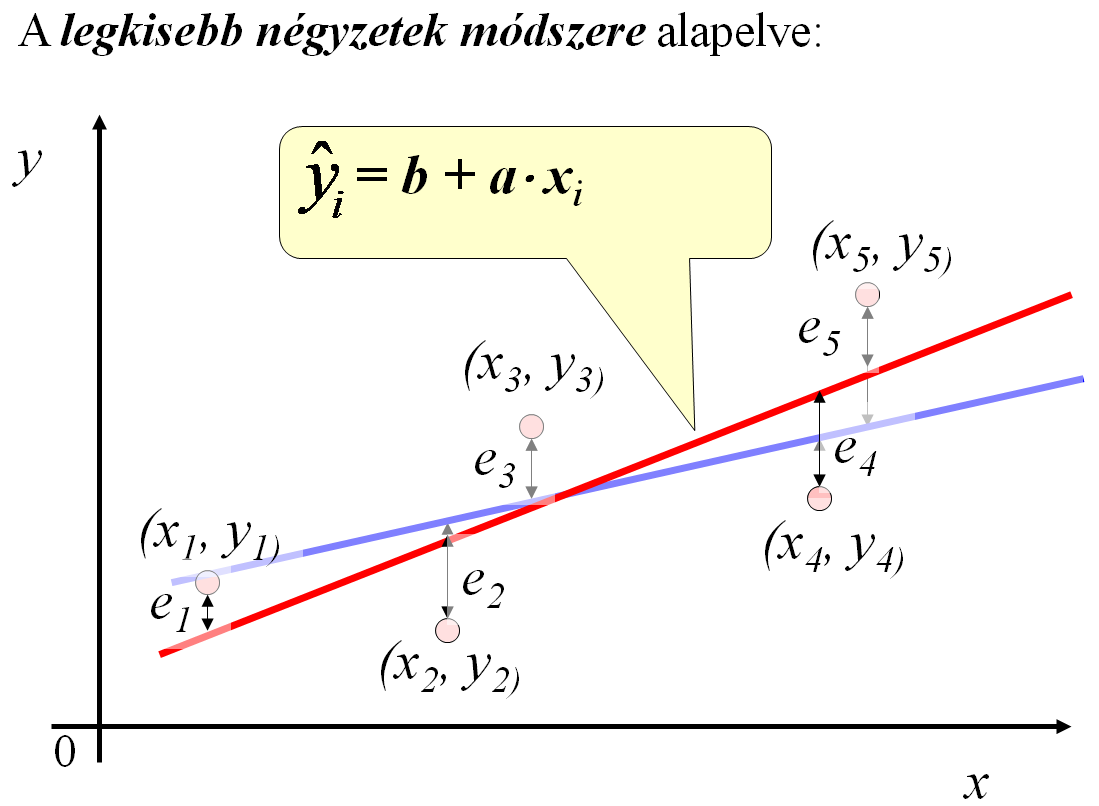 A legkisebb négyzetek módszere alapelve:
y
ŷi = b + a · xi
(x5, y5)
e5
(x3, y3)
e3
e4
(x1, y1)
(x4, y4)
e2
e1
(x2, y2)
0
x